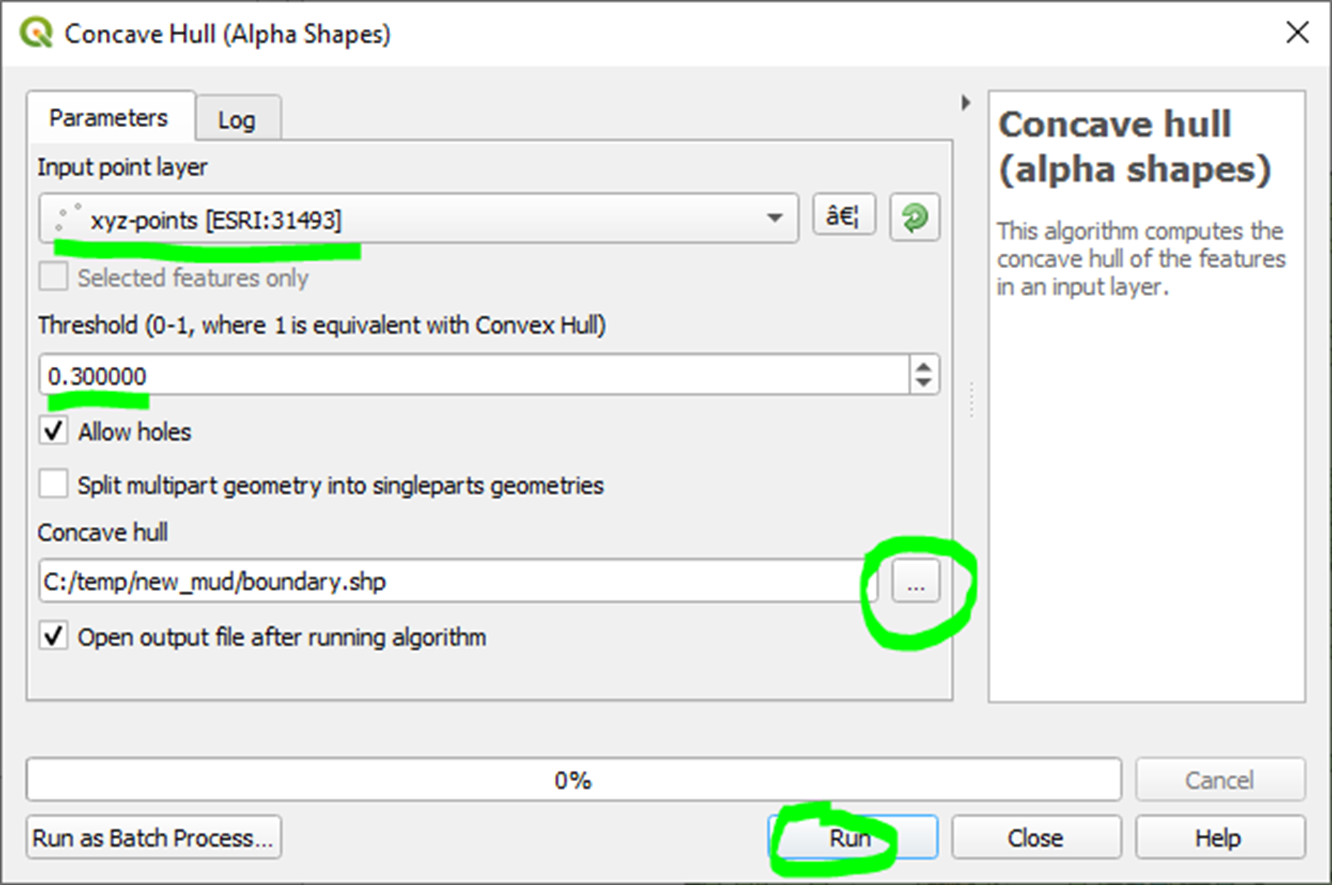 Concave Hull (Alpha Shapes)
Parameters
Log
Input point layer
xyz-points [ESRI:31493]
â€¦
Selected features only
Threshold (0-1, where 1 is equivalent with Convex Hull)
0.300000
Allow holes
Split multipart geometry into singleparts geometries
Concave hull
C:/temp/new_mud/boundary.shp
...
Open output file after running algorithm
Concave hull
(alpha shapes)
This algorithm computes the
concave hull of the features
in an input layer.
0%
Cancel
Run as Batch Process...
Run
Close
Help